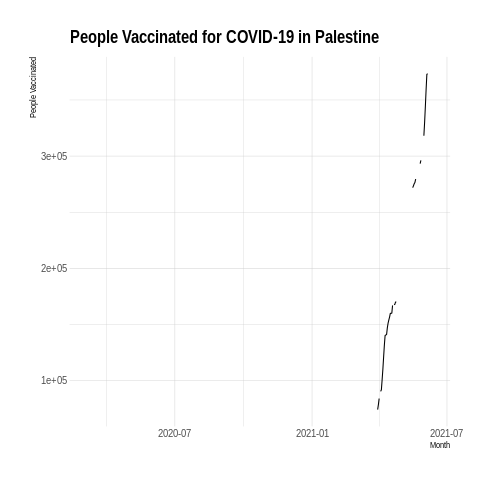 People Vaccinated for COVID-19 in Palestine
People Vaccinated
3e+05
2e+05
1e+05
2020-07
2021-01
2021-07
Month